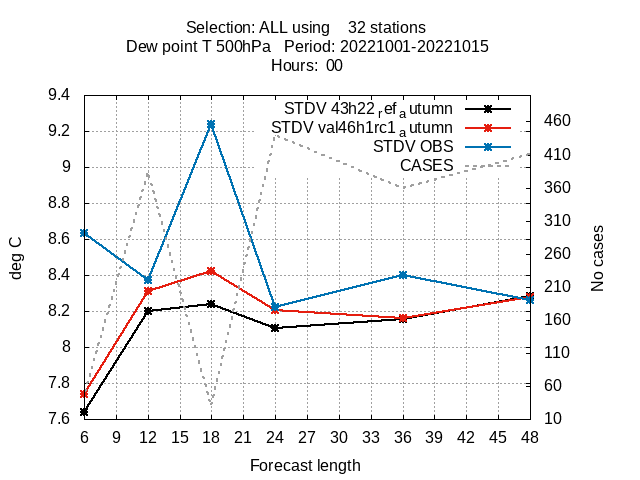 Selection: ALL using 32 stations
Dew point T 500hPa Period: 20221001-20221015
Hours: 00
STDV 43h22ref_autumn
STDV val46h1rc1autumn
STDV OBS
CASES
deg C
9.4
9.2
9
8.8
8.6
8.4
8.2
8
7.8
7.6
460
410
360
310
260
210
160
110
60
10
No cases
6 9 12 15 18 21 24 27 30 33 36 39 42 45 48
Forecast length